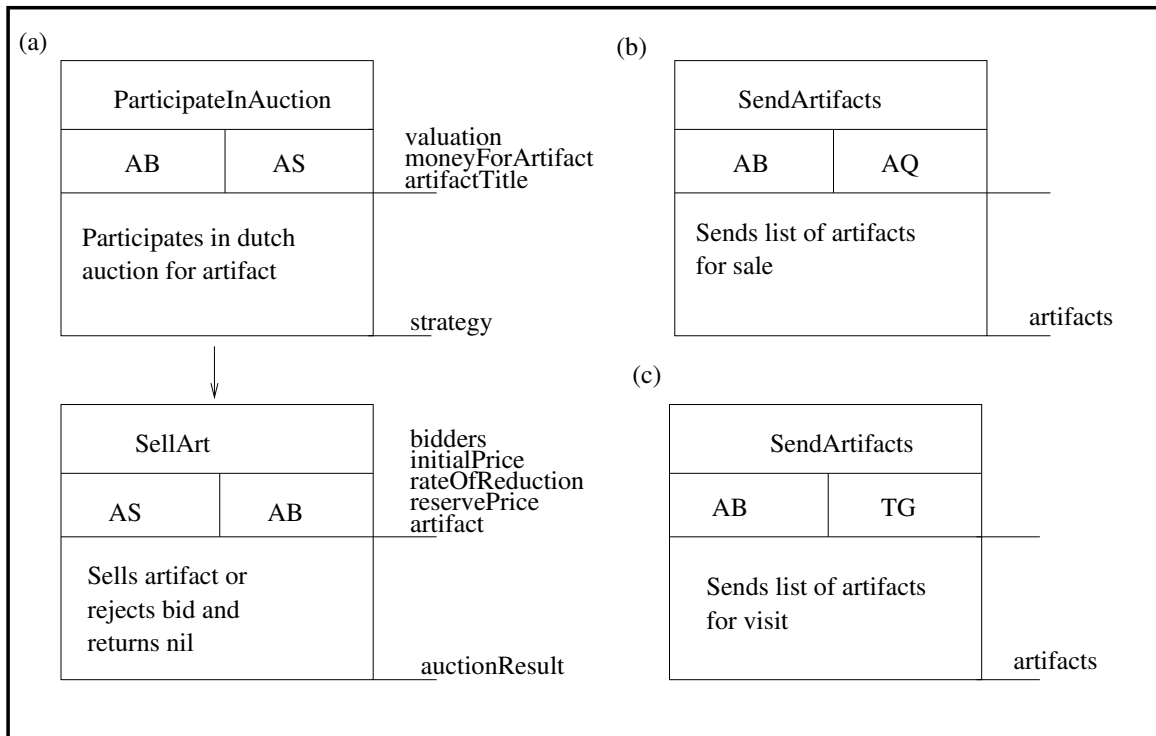 (a)
ParticipateInAuction
AB AS
valuation
moneyForArtifact
artifactTitle
Participates in dutch
auction for artifact
strategy
SellArt
AS AB
bidders
initialPrice
rateOfReduction
reservePrice
artifact
Sells artifact or
rejects bid and
returns nil
auctionResult
(b)
SendArtifacts
AB AQ
Sends list of artifacts
for sale
artifacts
(c)
SendArtifacts
AB TG
Sends list of artifacts
for visit
artifacts